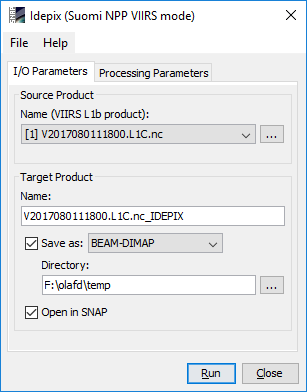 Idepix (Suomi NPP VIIRS mode)
File Help
I/O Parameters Processing Parameters
Source Product
Name (VIIRS L1b product):
[1] V2017080111800.L1C.nc ...
Target Product
Name:
V2017080111800.L1C.nc_IDEPIX
Save as: BEAM-DIMAP
Directory:
F:\olafd\temp ...
Open in SNAP
Run Close